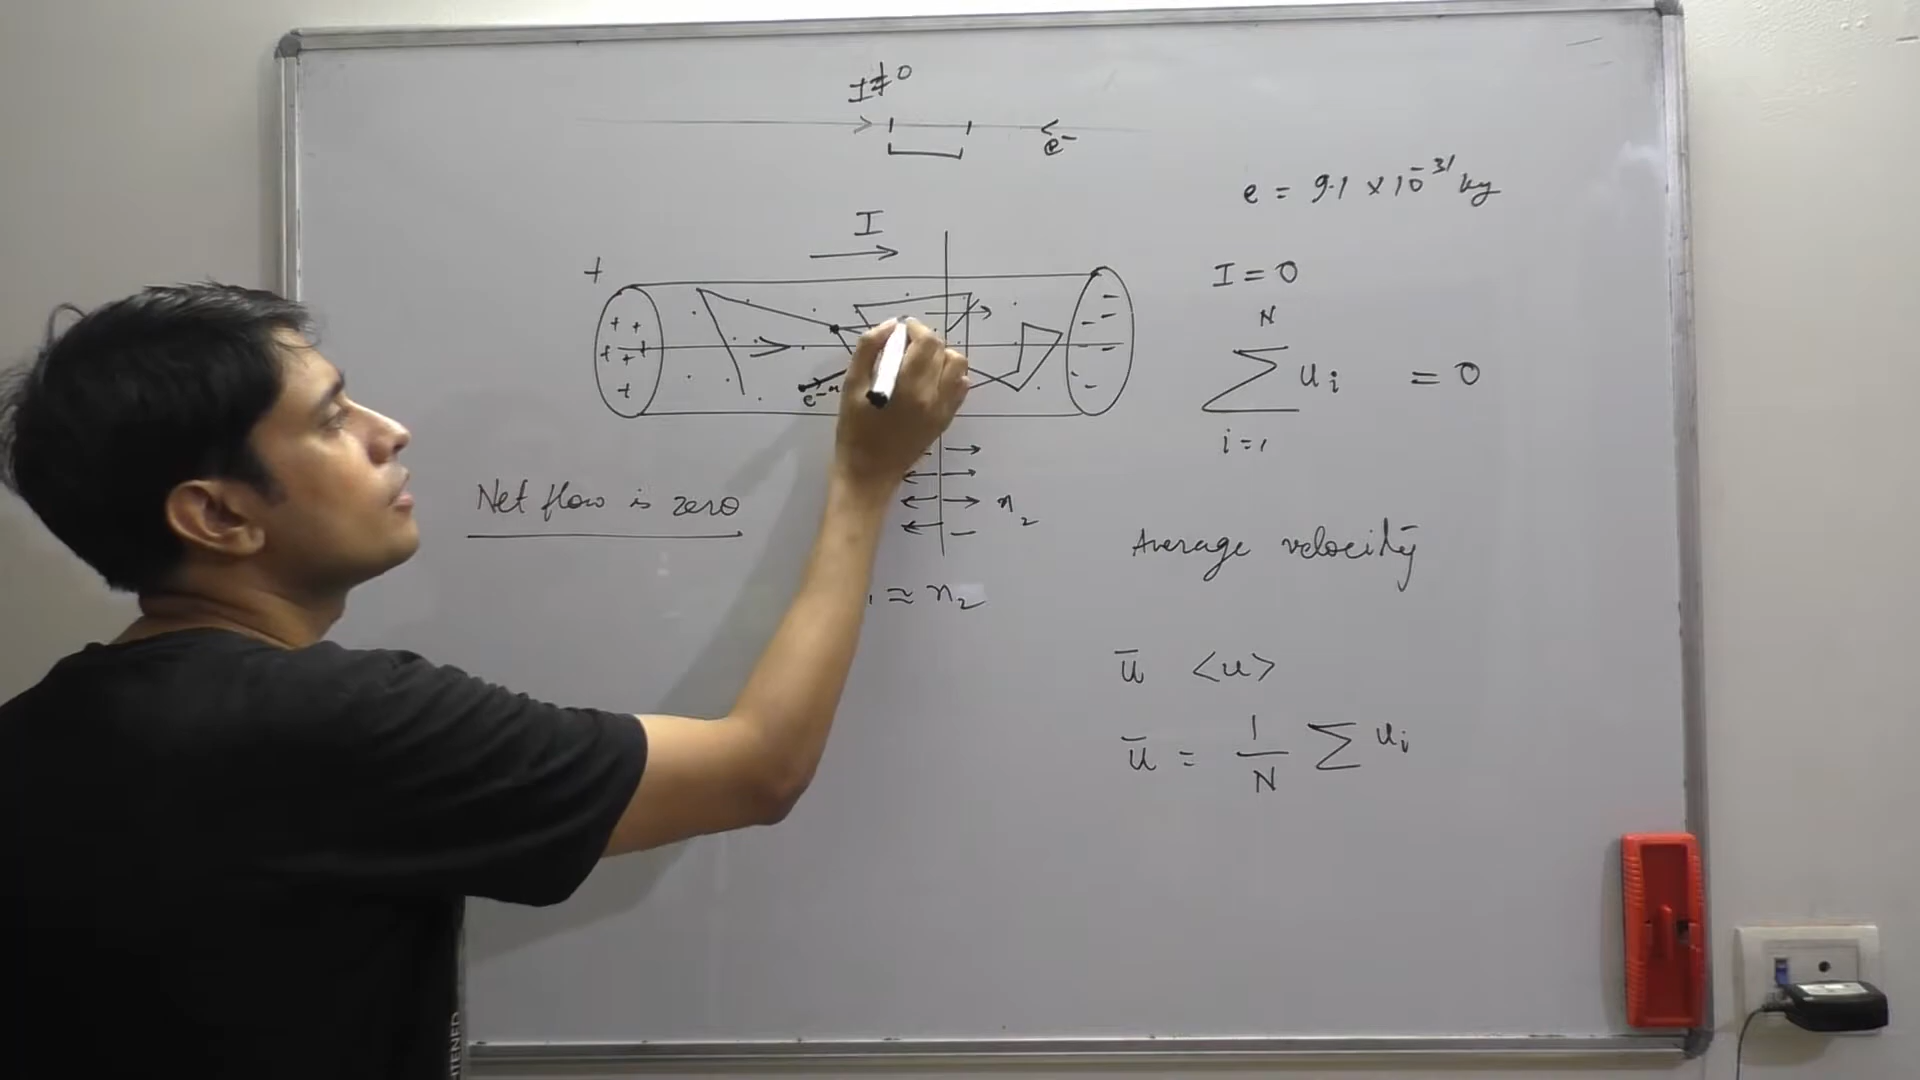 I ≠ 0
e⁻
e = 9.1 × 10⁻³¹ kg
I
I = 0
+
+ +
+ + +
+
e⁻
N
∑ uᵢ = 0
i = 1
Net flow is zero
n₂
Average velocity
≈ n₂
ū <u>
ū = 1/N ∑ uᵢ